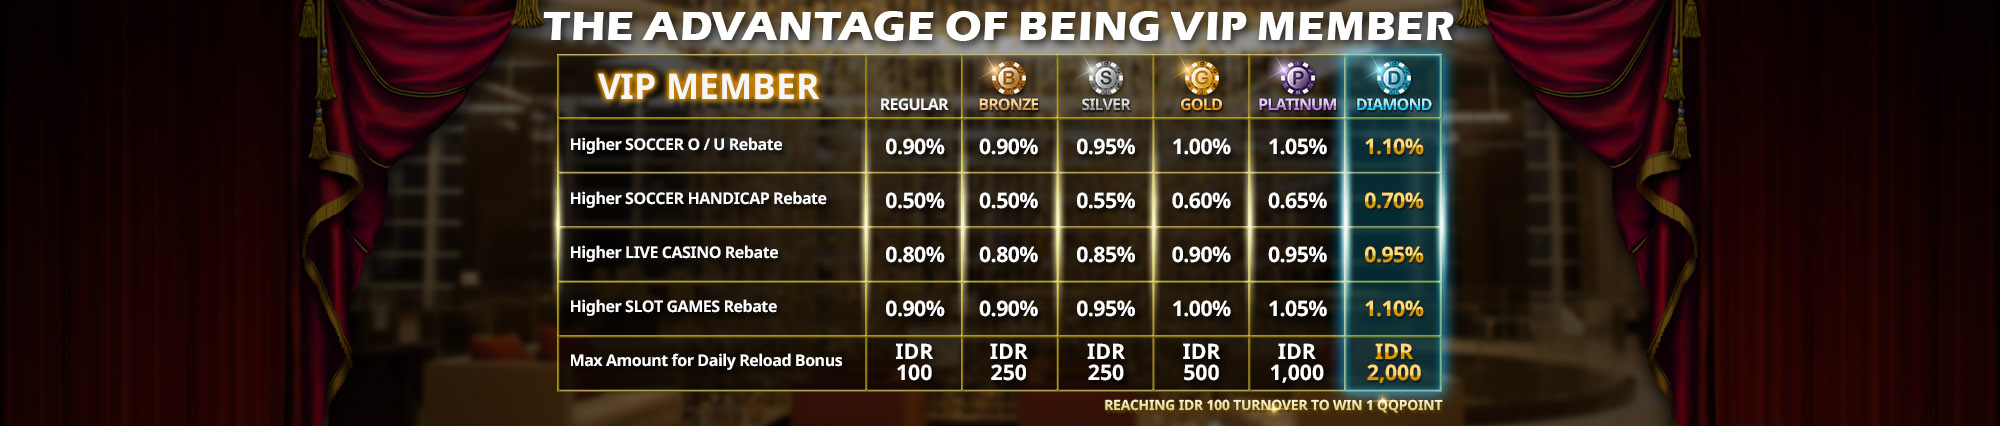 THE ADVANTAGE OF BEING VIP MEMBER
VIP MEMBER
REGULAR
B
BRONZE
S
SILVER
G
GOLD
P
PLATINUM
D
DIAMOND
Higher SOCCER O / U Rebate 0.90% 0.90% 0.95% 1.00% 1.05% 1.10%
Higher SOCCER HANDICAP Rebate 0.50% 0.50% 0.55% 0.60% 0.65% 0.70%
Higher LIVE CASINO Rebate 0.80% 0.80% 0.85% 0.90% 0.95% 0.95%
Higher SLOT GAMES Rebate 0.90% 0.90% 0.95% 1.00% 1.05% 1.10%
Max Amount for Daily Reload Bonus
IDR
100
IDR
250
IDR
250
IDR
500
IDR
1,000
IDR
2,000
REACHING IDR 100 TURNOVER TO WIN 1 QQPOINT